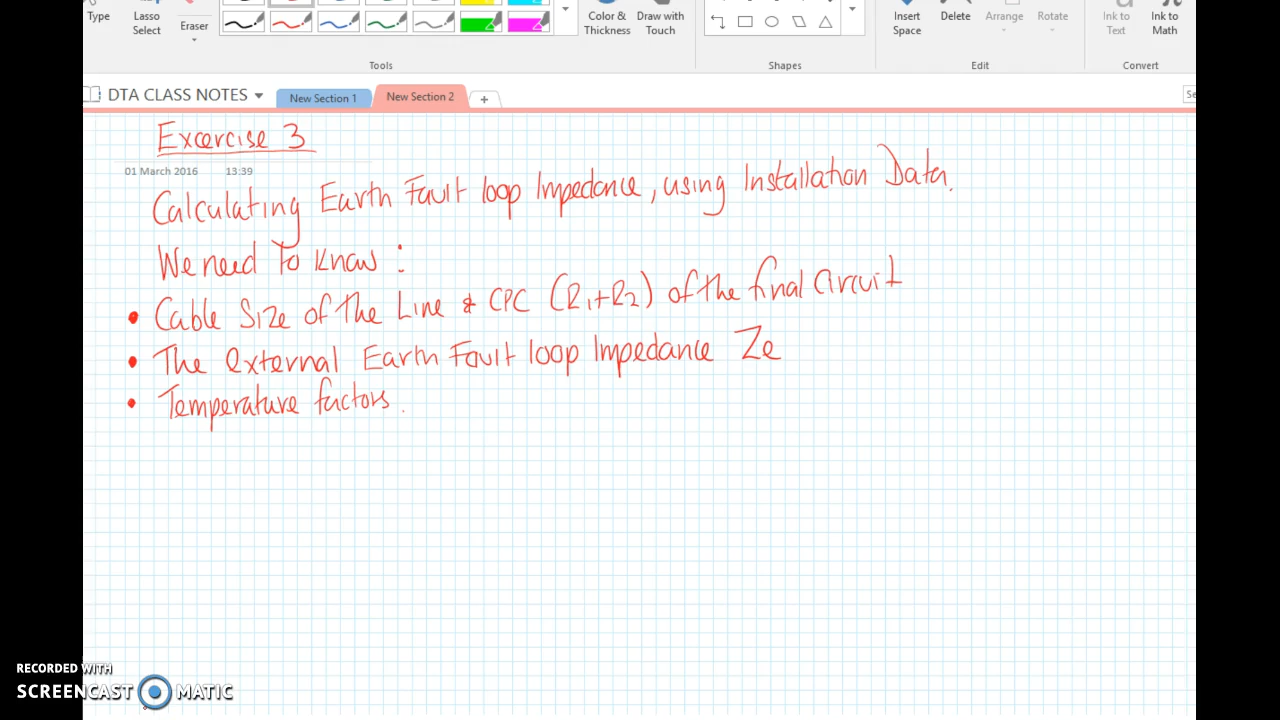 Type
Lasso
Select
Eraser
Color &
Thickness
Draw with
Touch
Insert
Space
Delete
Arrange
Rotate
Ink to
Text
Ink to
Math
Tools
Shapes
Edit
Convert
DTA CLASS NOTES
New Section 1
New Section 2
+
Se
Excercise 3
01 March 2016 13:39
Calculating Earth Fault loop Impedance, using Installation Data.
We need To Know :
• Cable Size of the Line & CPC (R1+R2) of the final Circuit
• The external Earth Fault loop Impedance Ze
• Temperature factors.
RECORDED WITH
SCREENCAST MATIC